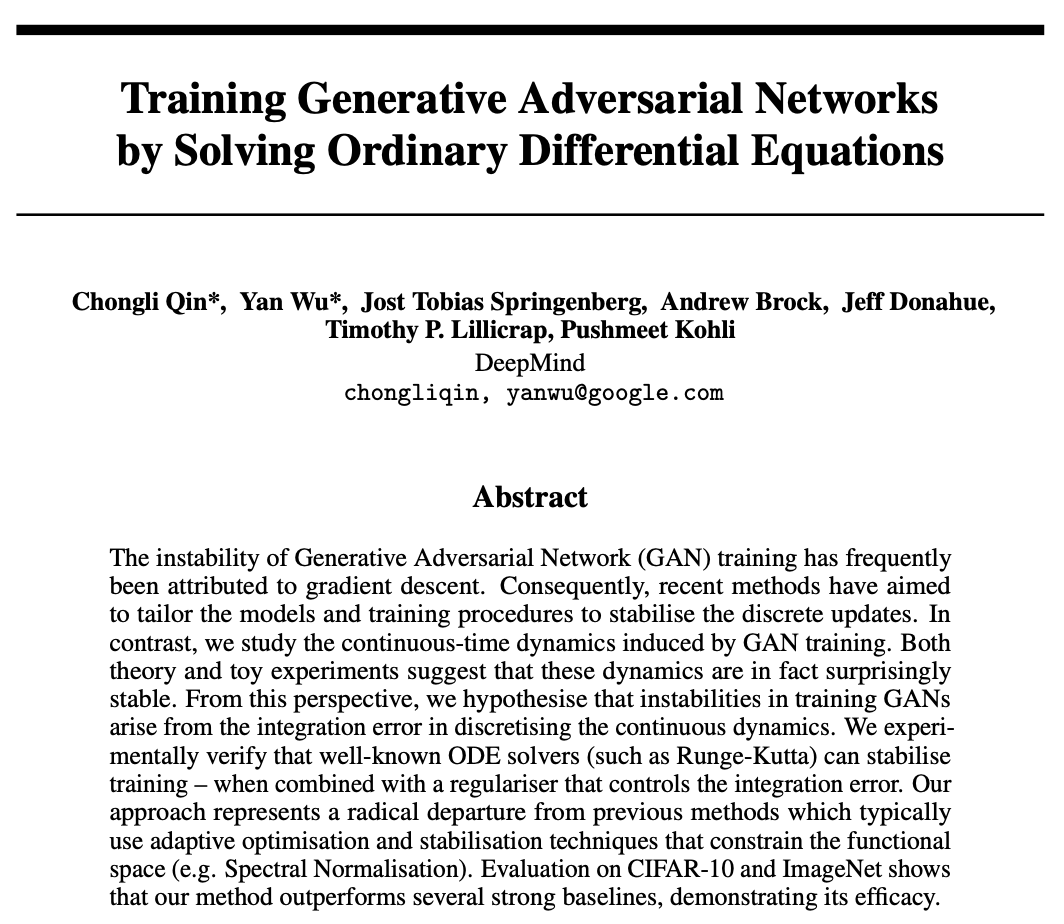 Training Generative Adversarial Networks
by Solving Ordinary Differential Equations
Chongli Qin*, Yan Wu*, Jost Tobias Springenberg, Andrew Brock, Jeff Donahue,
Timothy P. Lillicrap, Pushmeet Kohli
DeepMind
chongliqin, yanwu@google.com
Abstract
The instability of Generative Adversarial Network (GAN) training has frequently
been attributed to gradient descent. Consequently, recent methods have aimed
to tailor the models and training procedures to stabilise the discrete updates. In
contrast, we study the continuous-time dynamics induced by GAN training. Both
theory and toy experiments suggest that these dynamics are in fact surprisingly
stable. From this perspective, we hypothesise that instabilities in training GANs
arise from the integration error in discretising the continuous dynamics. We experi-
mentally verify that well-known ODE solvers (such as Runge-Kutta) can stabilise
training – when combined with a regulariser that controls the integration error. Our
approach represents a radical departure from previous methods which typically
use adaptive optimisation and stabilisation techniques that constrain the functional
space (e.g. Spectral Normalisation). Evaluation on CIFAR-10 and ImageNet shows
that our method outperforms several strong baselines, demonstrating its efficacy.